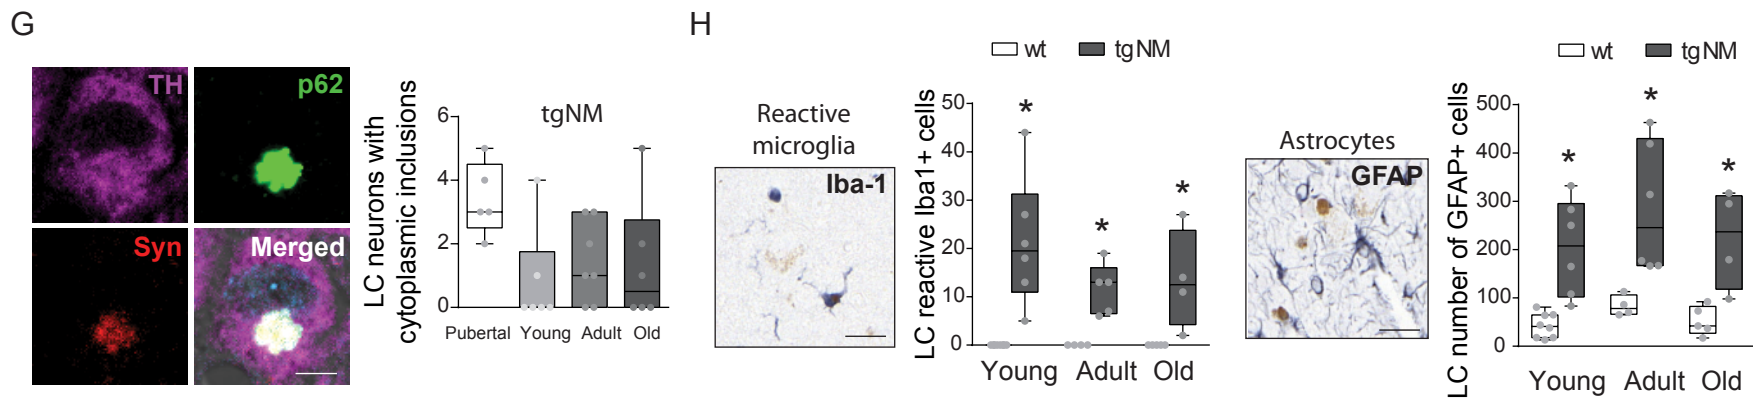 G
TH
p62
Syn
Merged
LC neurons with
cytoplasmic inclusions
tgNM
6
4
2
0
Pubertal Young Adult Old
H
Reactive
microglia
Iba-1
wt tgNM
LC reactive Iba1+ cells
50
40
30
20
10
0
* * *
Young Adult Old
Astrocytes
GFAP
wt tgNM
LC number of GFAP+ cells
500
400
300
200
100
0
* * *
Young Adult Old